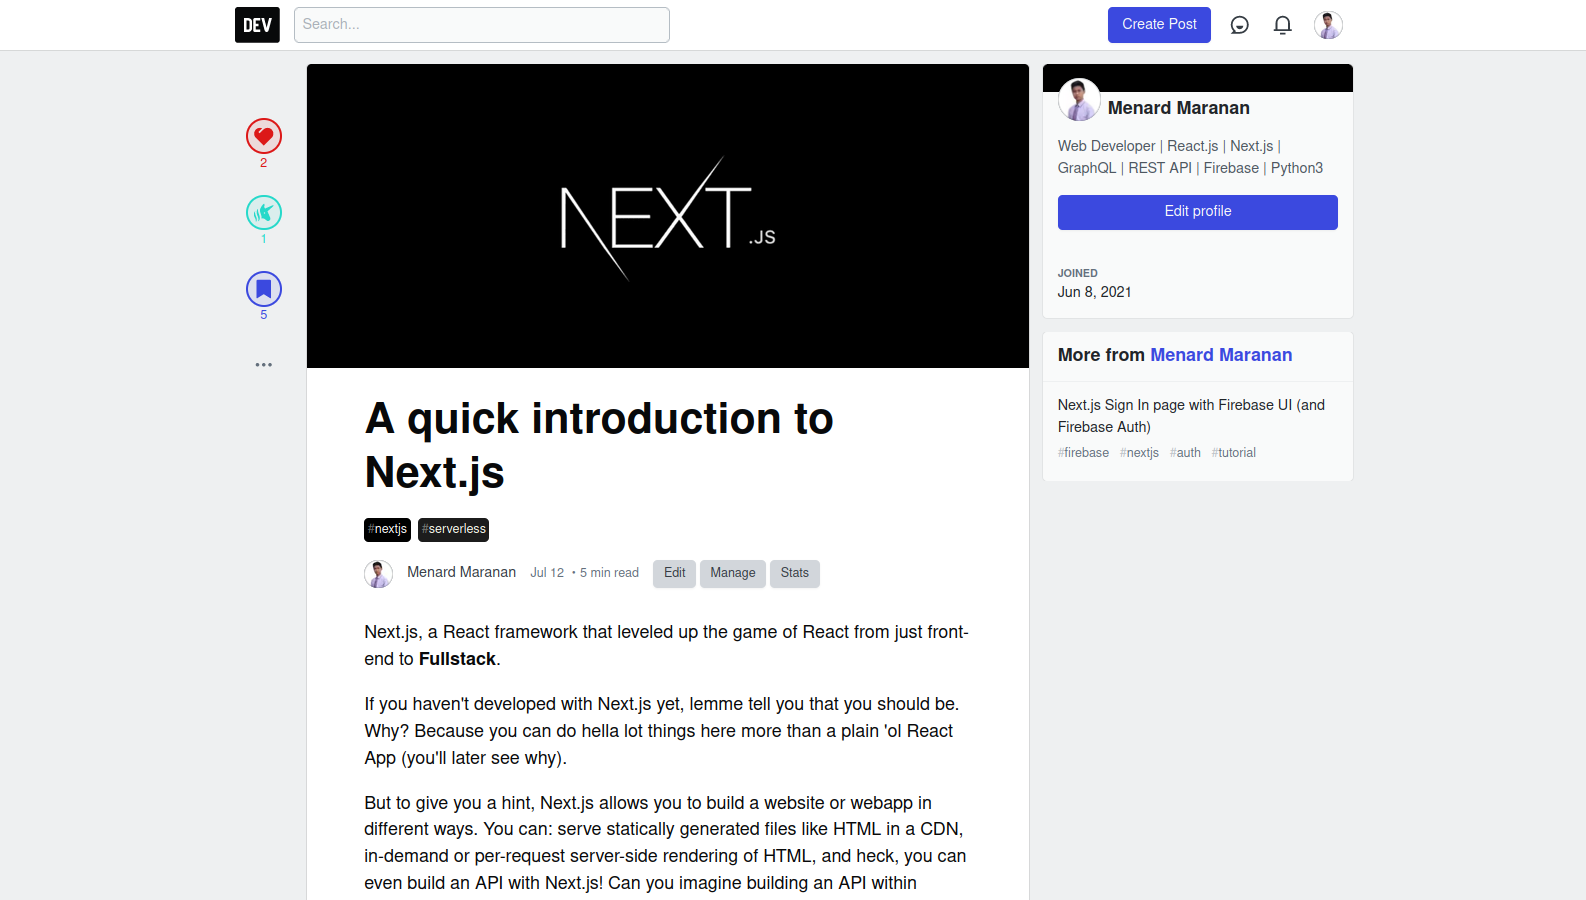 DEV
Search...
Create Post
2
1
5
NEXT.JS
A quick introduction to
Next.js
#nextjs #serverless
Menard Maranan Jul 12 • 5 min read Edit Manage Stats
Next.js, a React framework that leveled up the game of React from just front-
end to Fullstack.
If you haven't developed with Next.js yet, lemme tell you that you should be.
Why? Because you can do hella lot things here more than a plain 'ol React
App (you'll later see why).
But to give you a hint, Next.js allows you to build a website or webapp in
different ways. You can: serve statically generated files like HTML in a CDN,
in-demand or per-request server-side rendering of HTML, and heck, you can
even build an API with Next.js! Can you imagine building an API within
Menard Maranan
Web Developer | React.js | Next.js |
GraphQL | REST API | Firebase | Python3
Edit profile
JOINED
Jun 8, 2021
More from Menard Maranan
Next.js Sign In page with Firebase UI (and
Firebase Auth)
#firebase #nextjs #auth #tutorial